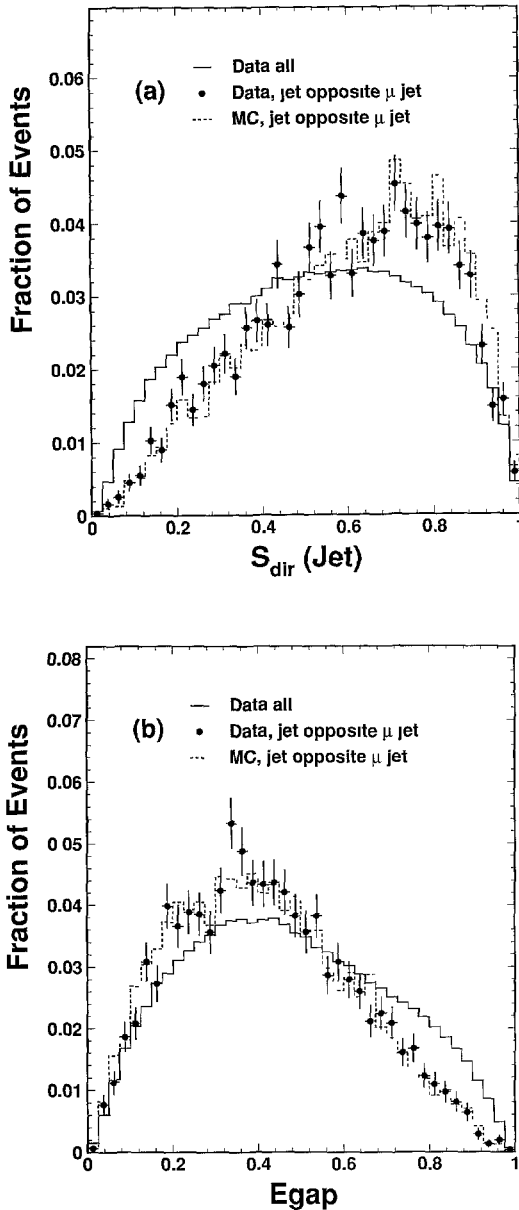 0.06
0.05
0.04
0.03
0.02
0.01
0
Fraction of Events
(a)
Data all
Data, jet opposite μ jet
MC, jet opposite μ jet
0 0.2 0.4 0.6 0.8 1
S_dir (Jet)
0.08
0.07
0.06
0 05
0.04
0.03
0.02
0.01
0
Fraction of Events
(b)
Data all
Data, jet opposite μ jet
MC, jet opposite μ jet
0 0.2 0.4 0.6 0.8 1
Egap